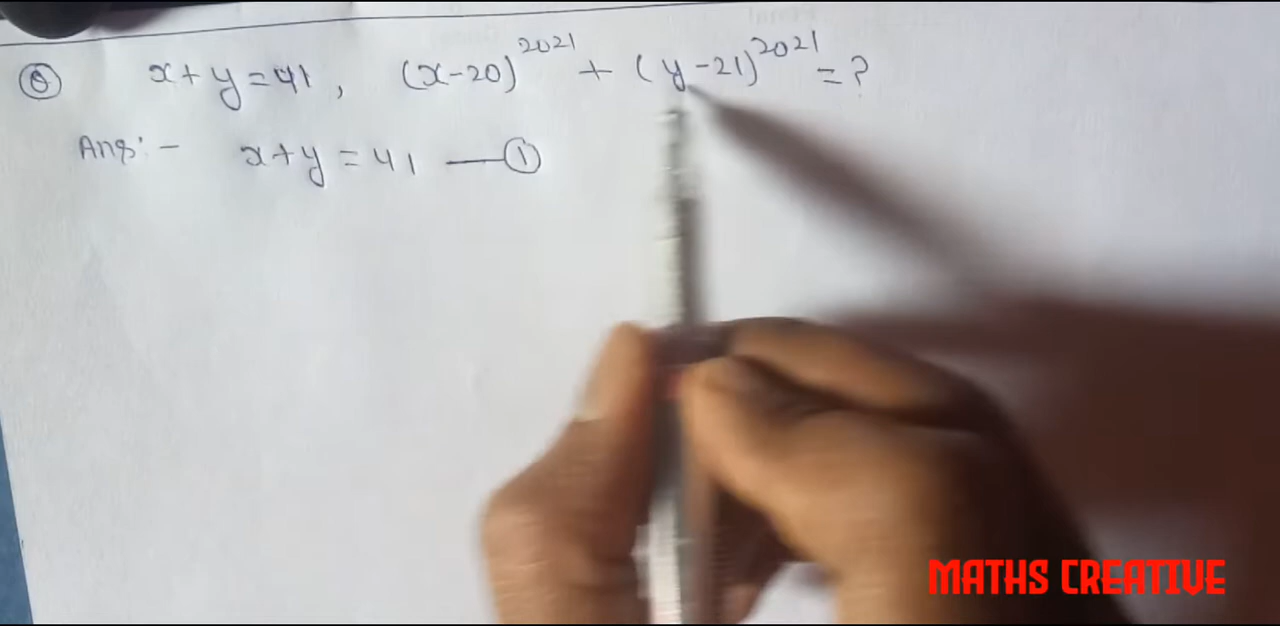 Q x+y=41, (x-20)^2021 + (y-21)^2021 = ?
Ans:- x+y = 41 — 1
MATHS CREATIVE